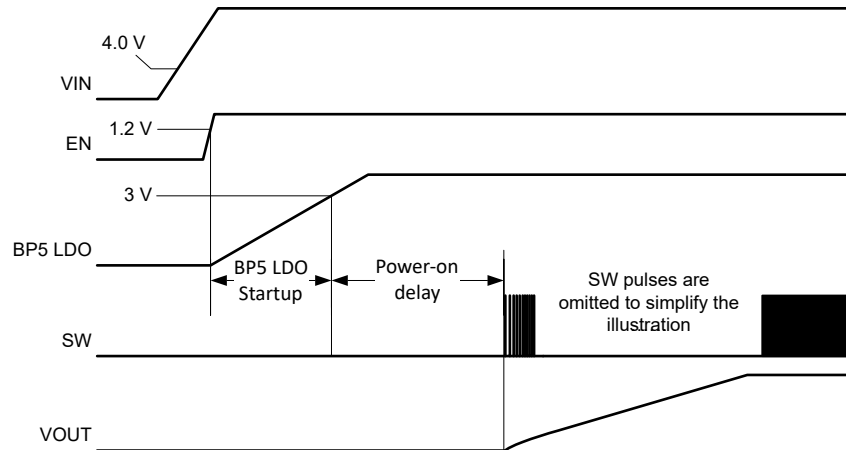 4.0 V
VIN
1.2 V
EN
3 V
BP5 LDO
BP5 LDO
Startup
Power-on
delay
SW pulses are
omitted to simplify the
illustration
SW
VOUT